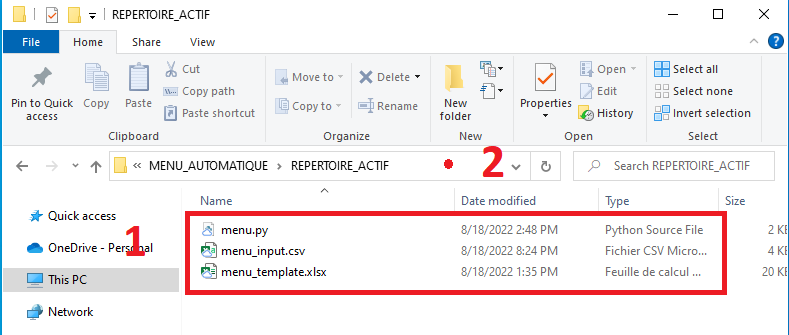 REPERTOIRE_ACTIF
File Home Share View
Pin to Quick access
Copy
Paste
Cut
Copy path
Paste shortcut
Clipboard
Move to
Copy to
Delete
Rename
Organize
New folder
New
Properties
Open
Edit
History
Open
Select all
Select none
Invert selection
Select
« MENU_AUTOMATIQUE > REPERTOIRE_ACTIF
2
Search REPERTOIRE_ACTIF
Name Date modified Type Size
Quick access
OneDrive - Personal
This PC
Network
1
menu.py 8/18/2022 2:48 PM Python Source File 2 KB
menu_input.csv 8/18/2022 8:24 PM Fichier CSV Micro... 4 KB
menu_template.xlsx 8/18/2022 1:35 PM Feuille de calcul ... 20 KB